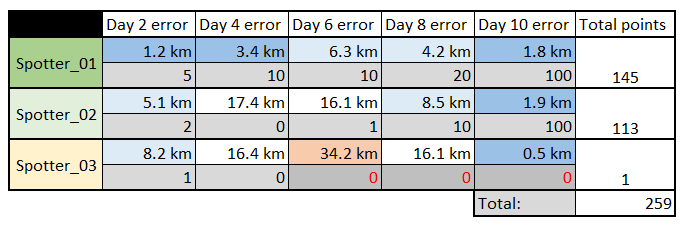 Day 2 error Day 4 error Day 6 error Day 8 error Day 10 error Total points
Spotter_01 1.2 km 3.4 km 6.3 km 4.2 km 1.8 km
5 10 10 20 100 145
Spotter_02 5.1 km 17.4 km 16.1 km 8.5 km 1.9 km
2 0 1 10 100 113
Spotter_03 8.2 km 16.4 km 34.2 km 16.1 km 0.5 km
1 0 0 0 0 1
Total: 259